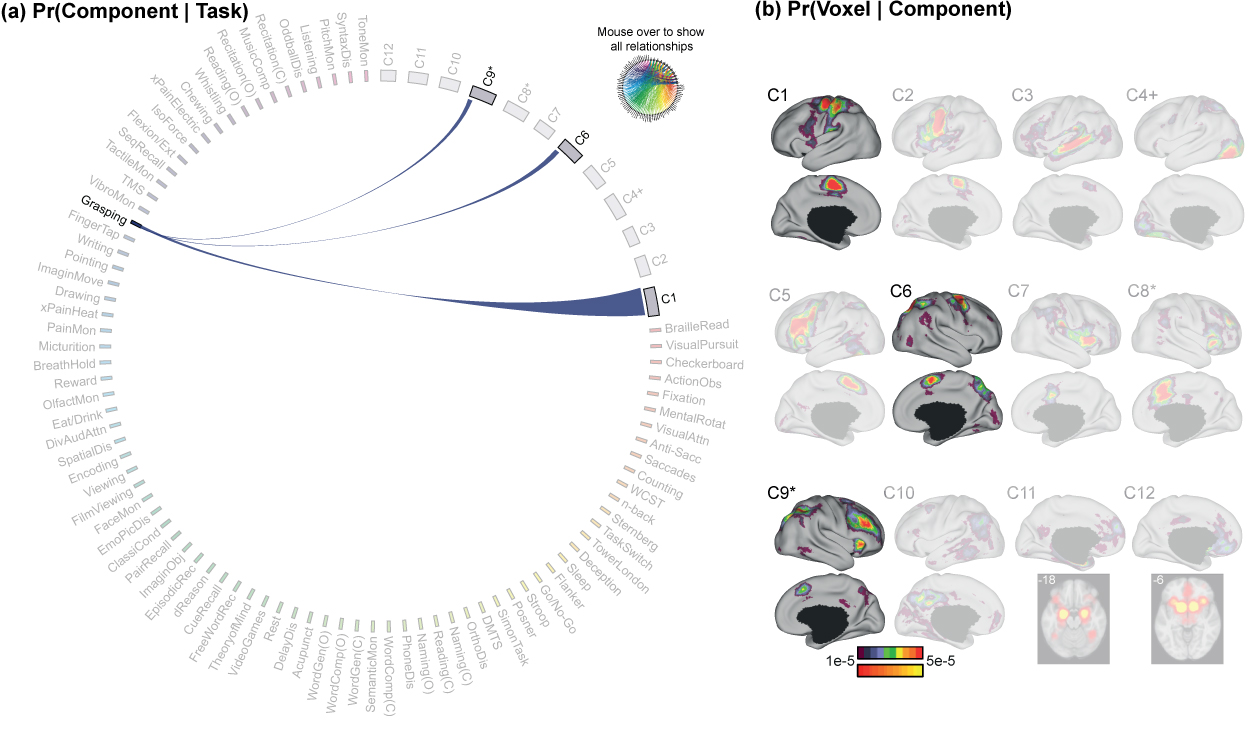 (a) Pr(Component | Task)
Mouse over to show
all relationships
C12
C11
C10
C9*
C8*
C7
C6
C5
C4+
C3
C2
C1
BrailleRead
VisualPursuit
Checkerboard
ActionObs
Fixation
MentalRotat
VisualAttn
Anti-Sacc
Saccades
Counting
WCST
n-back
Sternberg
TaskSwitch
TowerLondon
Deception
Sleep
Flanker
Go/No-Go
Stroop
Posner
SimonTask
DMTS
OrthoDis
Naming(C)
Reading(C)
Naming(O)
PhoneDis
WordComp(C)
SemanticMon
WordGen(C)
WordComp(O)
WordGen(O)
Acupunct
DelayDis
Rest
VideoGames
TheoryofMind
FreeWordRec
CueRecall
dReason
EpisodicRec
ImaginObj
PairRecall
ClassiCond
EmoPicDis
FaceMon
FilmViewing
Viewing
Encoding
SpatialDis
DivAudAttn
Eat/Drink
OlfactMon
Reward
BreathHold
Micturition
PainMon
xPainHeat
Drawing
ImaginMove
Pointing
Writing
FingerTap
Grasping
VibroMon
TMS
TactileMon
SeqRecall
Flexion/Ext
IsoForce
xPainElectric
Chewing
Whistling
Reading(O)
Recitation(O)
MusicComp
Recitation(C)
OddballDis
Listening
PitchMon
SyntaxDis
ToneMon
(b) Pr(Voxel | Component)
C1
C2
C3
C4+
C5
C6
C7
C8*
C9*
C10
C11
C12
-18
-6
1e-5
5e-5